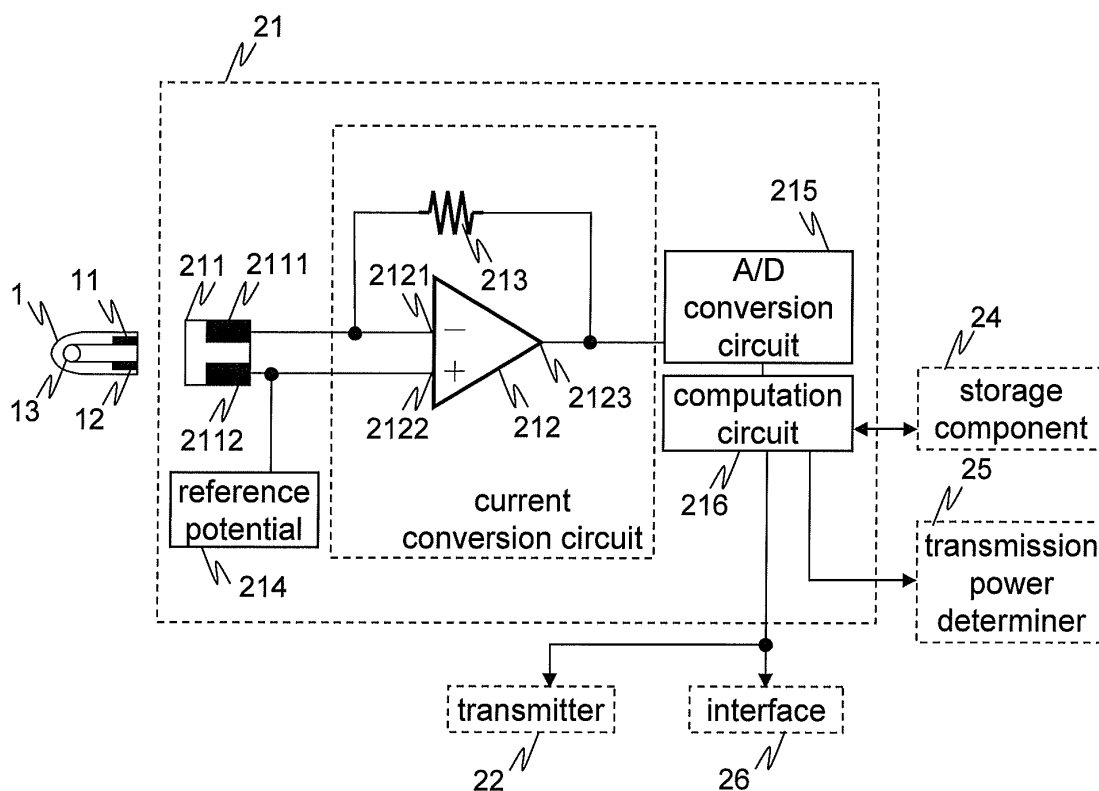 21
215
A/D
conversion
circuit
213
211
2111
2121
11
1
24
storage
component
13
12
2112
2122
212
2123
computation
circuit
216
25
transmission
power
determiner
reference
potential
214
current
conversion circuit
transmitter
interface
22
26